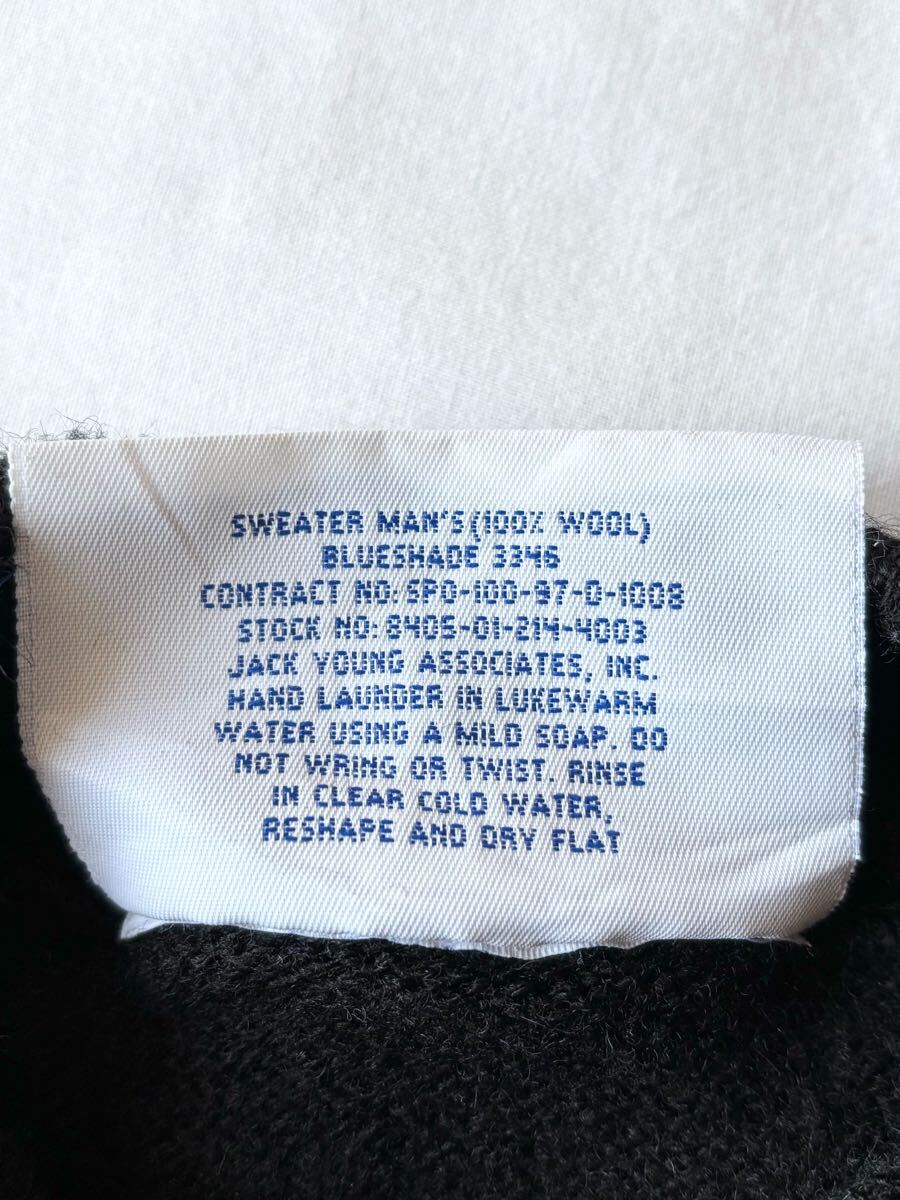 SWEATER MAN'S (100% WOOL)
BLUESHADE 3346
CONTRACT NO: SPO-100-97-D-1008
STOCK NO: 8405-01-214-4003
JACK YOUNG ASSOCIATES, INC.
HAND LAUNDER IN LUKEWARM
WATER USING A MILD SOAP. DO
NOT WRING OR TWIST. RINSE
IN CLEAR COLD WATER,
RESHAPE AND DRY FLAT